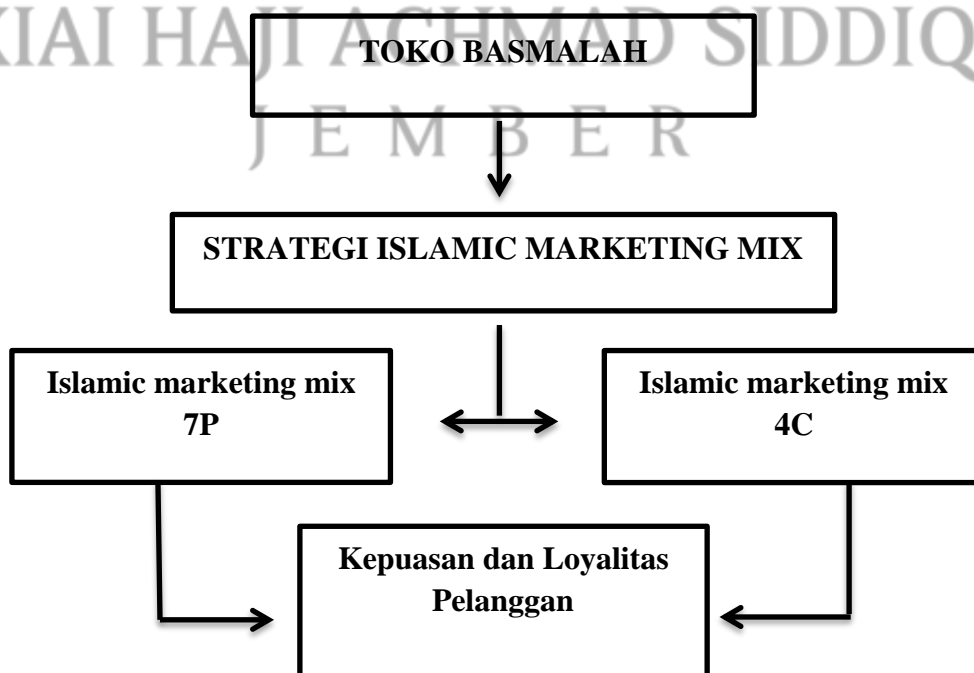 KIAI HAJI ACHMAD SIDDIQ
JEMBER
TOKO BASMALAH
STRATEGI ISLAMIC MARKETING MIX
Islamic marketing mix
7P
Islamic marketing mix
4C
Kepuasan dan Loyalitas
Pelanggan